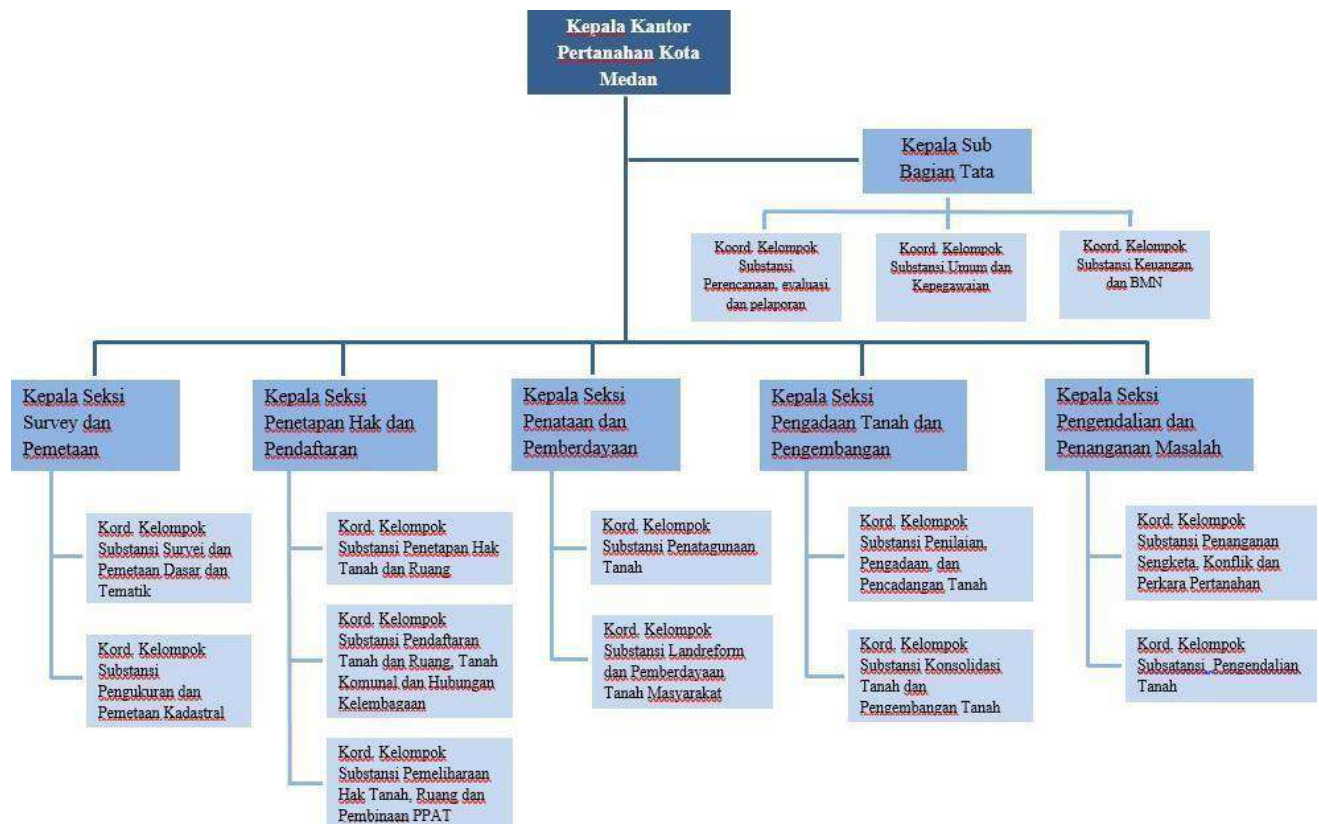 Kepala Kantor
Pertanahan Kota
Medan
Kepala Sub
Bagian Tata
Koord. Kelompok
Substansi
Perencanaan, evaluasi
dan pelaporan
Koord. Kelompok
Substansi Umum dan
Kepegawaian
Koord. Kelompok
Substansi Keuangan
dan BMN
Kepala Seksi
Survey dan
Pemetaan
Kepala Seksi
Penetapan Hak dan
Pendaftaran
Kepala Seksi
Penataan dan
Pemberdayaan
Kepala Seksi
Pengadaan Tanah dan
Pengembangan
Kepala Seksi
Pengendalian dan
Penanganan Masalah
Kord. Kelompok
Substansi Survei dan
Pemetaan Dasar dan
Tematik
Kord. Kelompok
Substansi
Pengukuran dan
Pemetaan Kadastral
Kord. Kelompok
Substansi Penetapan Hak
Tanah dan Ruang
Kord. Kelompok
Substansi Pendaftaran
Tanah dan Ruang, Tanah
Komunal dan Hubungan
Kelembagaan
Kord. Kelompok
Substansi Pemeliharaan
Hak Tanah, Ruang dan
Pembinaan PPAT
Kord. Kelompok
Substansi Penatagunaan
Tanah
Kord. Kelompok
Substansi Landreform
dan Pemberdayaan
Tanah Masyarakat
Kord. Kelompok
Substansi Penilaian,
Pengadaan, dan
Pencadangan Tanah
Kord. Kelompok
Substansi Konsolidasi
Tanah dan
Pengembangan Tanah
Kord. Kelompok
Substansi Penanganan
Sengketa, Konflik dan
Perkara Pertanahan
Kord. Kelompok
Subsatansi, Pengendalian
Tanah